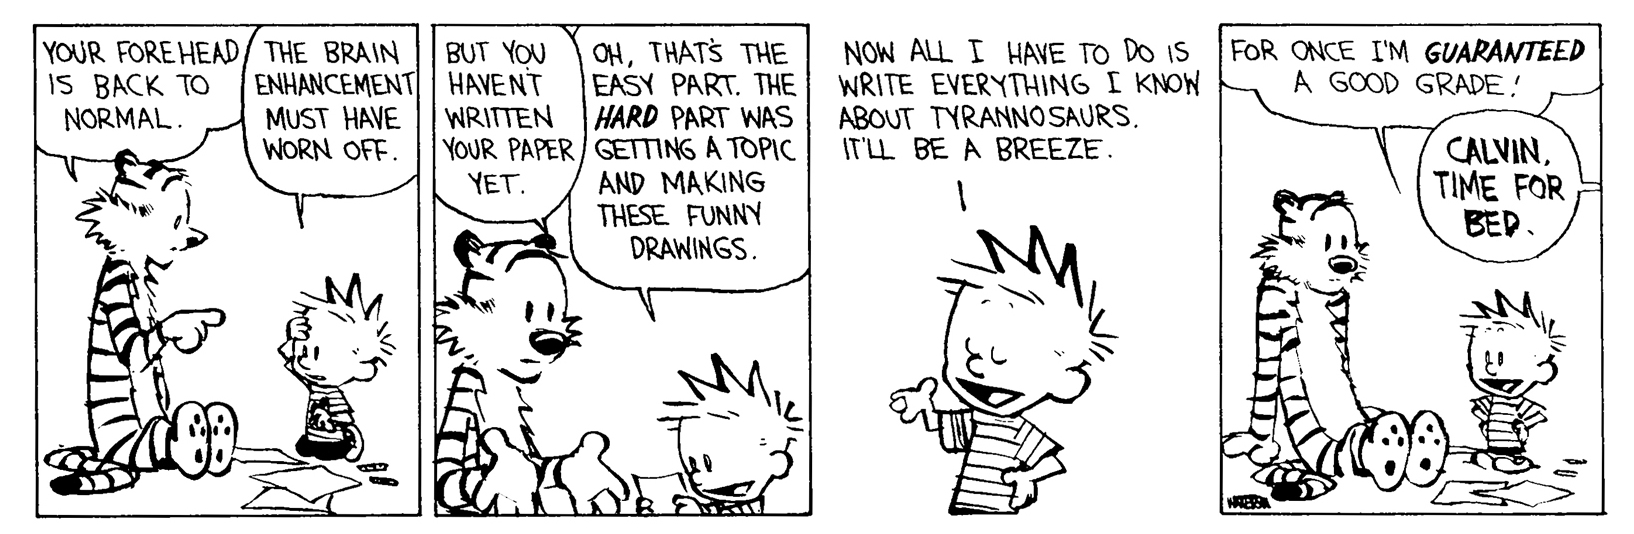 YOUR FOREHEAD
IS BACK TO
NORMAL.
THE BRAIN
ENHANCEMENT
MUST HAVE
WORN OFF.
BUT YOU
HAVEN'T
WRITTEN
YOUR PAPER
YET.
OH, THAT'S THE
EASY PART. THE
HARD PART WAS
GETTING A TOPIC
AND MAKING
THESE FUNNY
DRAWINGS.
NOW ALL I HAVE TO DO IS
WRITE EVERYTHING I KNOW
ABOUT TYRANNOSAURS.
IT'LL BE A BREEZE.
FOR ONCE I'M GUARANTEED
A GOOD GRADE!
CALVIN,
TIME FOR
BED.
WATTERSON